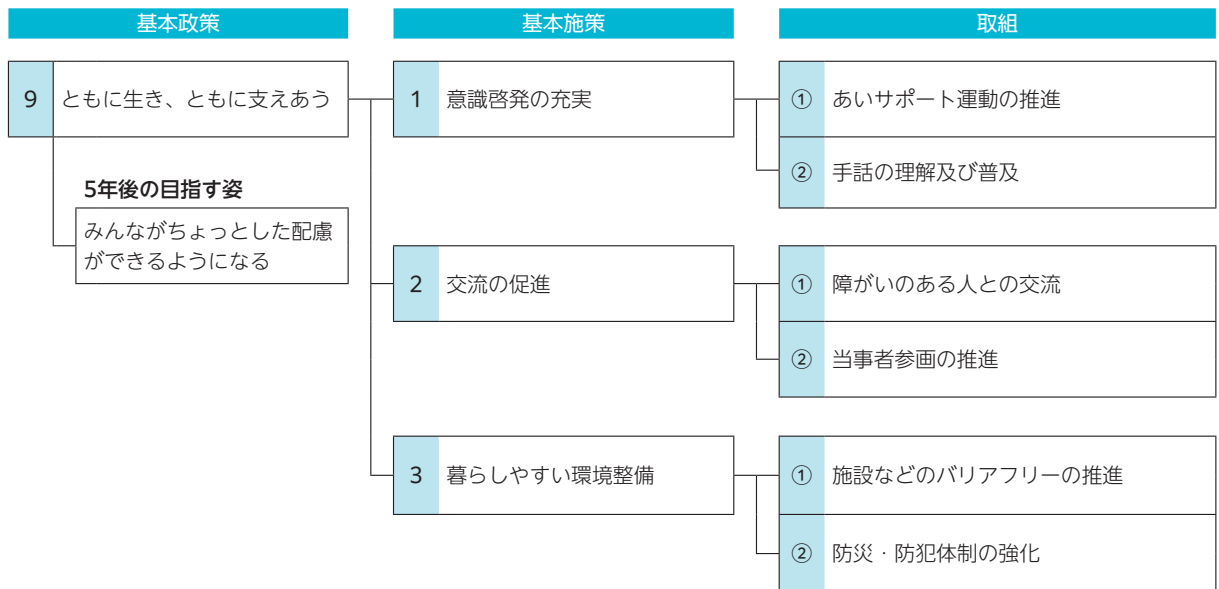 基本政策
基本施策
取組
9 ともに生き、ともに支えあう
5年後の目指す姿
みんながちょっとした配慮
ができるようになる
1 意識啓発の充実
① あいサポート運動の推進
② 手話の理解及び普及
2 交流の促進
① 障がいのある人との交流
② 当事者参画の推進
3 暮らしやすい環境整備
① 施設などのバリアフリーの推進
② 防災・防犯体制の強化